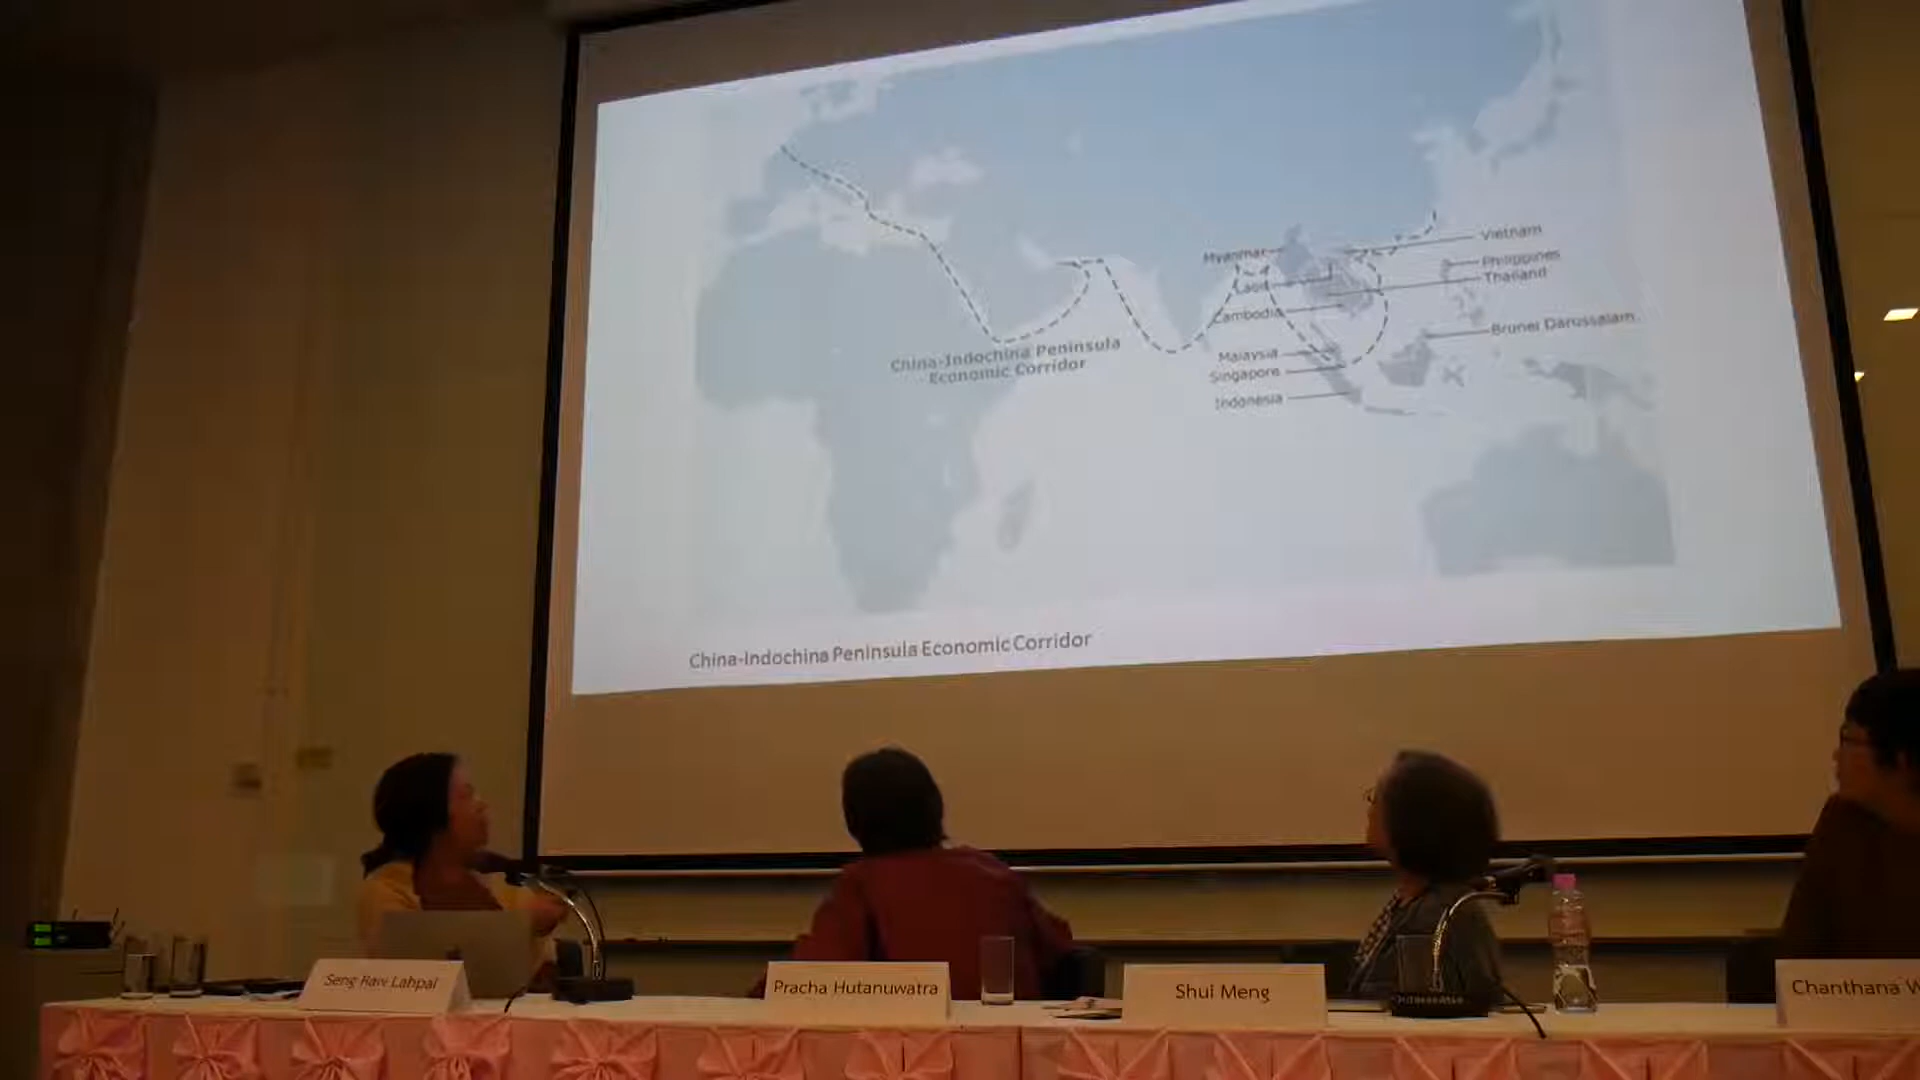 Myanmar
Laos
Cambodia
Malaysia
Singapore
Indonesia
Vietnam
Philippines
Thailand
Brunei Darussalam
China-Indochina Peninsula
Economic Corridor
China-Indochina Peninsula Economic Corridor
Seng Raw Lahpai
Pracha Hutanuwatra
Shui Meng
Chanthana W